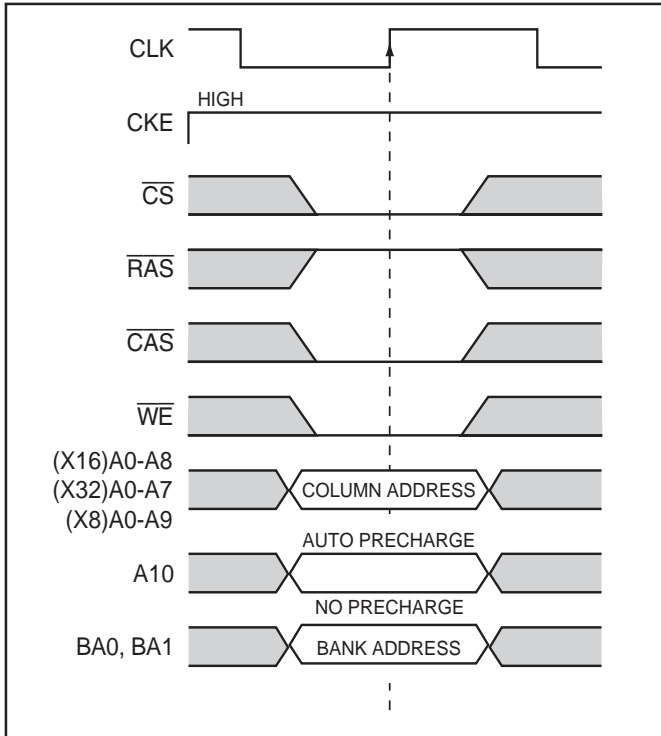 CLK
HIGH
CKE
CS
RAS
CAS
WE
(X16)A0-A8
(X32)A0-A7
(X8)A0-A9
COLUMN ADDRESS
AUTO PRECHARGE
A10
NO PRECHARGE
BA0, BA1
BANK ADDRESS